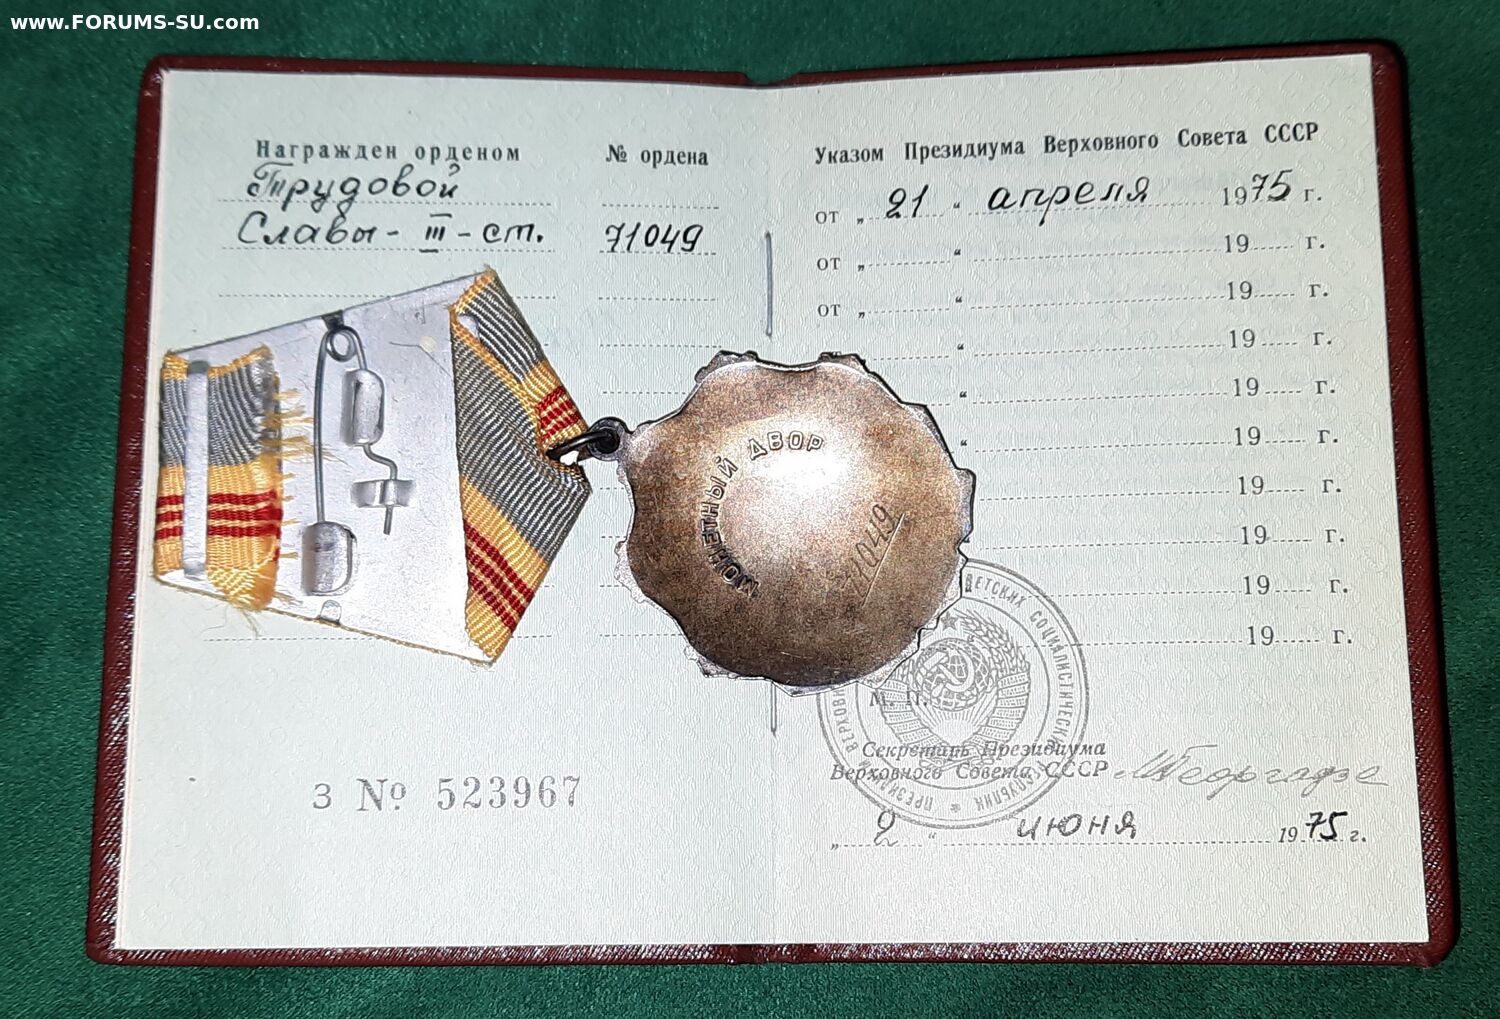 www.FORUMS-SU.com
Награжден орденом
№ ордена
Трудовой
Славы - III - ст.
71049
Указом Президиума Верховного Совета СССР
от „ 21 “ апреля 1975 г.
от „ “ 19 г.
от „ “ 19 г.
“ 19 г.
“ 19 г.
“ 19 г.
19 г.
“ 19 г.
19 г.
19 г.
МОНЕТНЫЙ ДВОР
71049
М. П.
Секретарь Президиума
Верховного Совета СССР
М Георгадзе
„ 2 “ июня 1975 г.
З № 523967